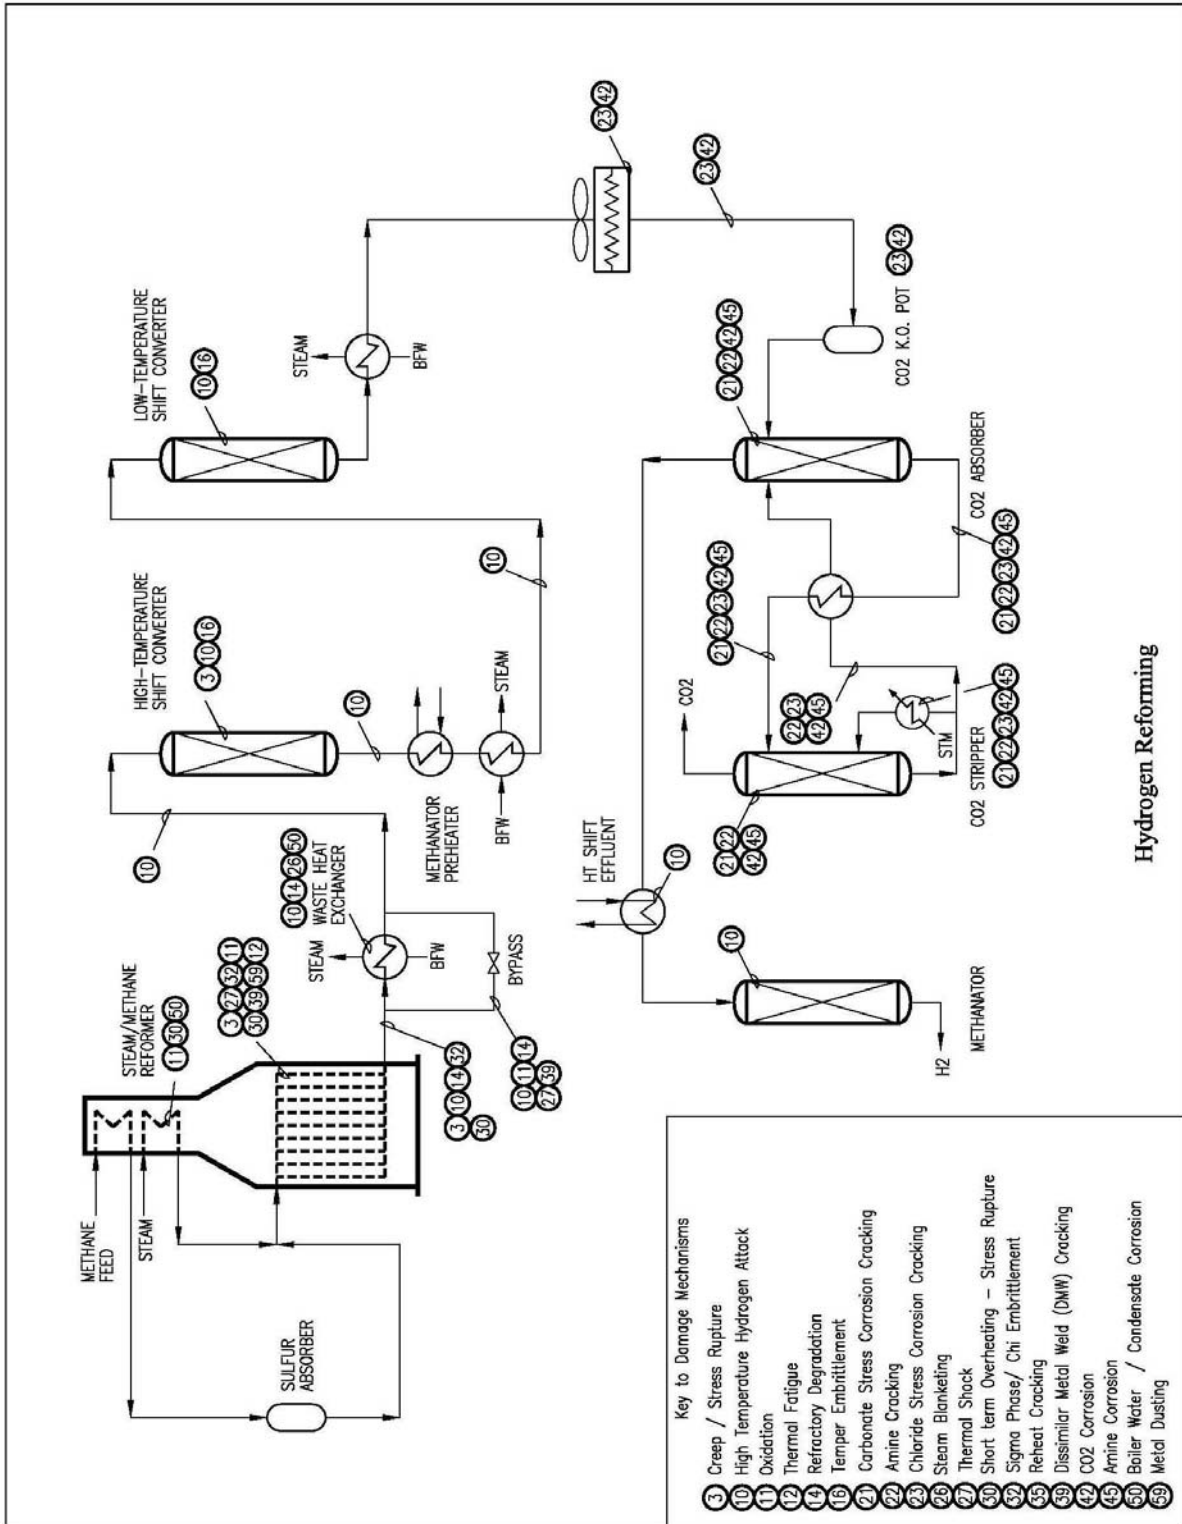 METHANE
FEED
STEAM
STEAM/METHANE
REFORMER
11 30 50
SULFUR
ABSORBER
3 27 32 11
30 39 59 12
3 10 14 32
30
10 11 14
27 39
BYPASS
10 14 26 50
WASTE HEAT
EXCHANGER
STEAM
BFW
10
HIGH-TEMPERATURE
SHIFT CONVERTER
3 10 16
10
METHANATOR
PREHEATER
STEAM
BFW
10
LOW-TEMPERATURE
SHIFT CONVERTER
10 16
STEAM
BFW
23 42
23 42
CO2 K.O. POT
23 42
21 22 42 45
CO2 ABSORBER
21 22 23 42 45
21 22 23 42 45
22 23
42 45
CO2
CO2 STRIPPER
STM
21 22 23 42 45
21 22
42 45
HT SHIFT
EFFLUENT
10
10
METHANATOR
H2
Key to Damage Mechanisms
3 Creep / Stress Rupture
10 High Temperature Hydrogen Attack
11 Oxidation
12 Thermal Fatigue
14 Refractory Degradation
16 Temper Embrittlement
21 Carbonate Stress Corrosion Cracking
22 Amine Cracking
23 Chloride Stress Corrosion Cracking
26 Steam Blanketing
27 Thermal Shock
30 Short term Overheating – Stress Rupture
32 Sigma Phase/ Chi Embrittlement
35 Reheat Cracking
39 Dissimilar Metal Weld (DMW) Cracking
42 CO2 Corrosion
45 Amine Corrosion
50 Boiler Water / Condensate Corrosion
59 Metal Dusting
Hydrogen Reforming